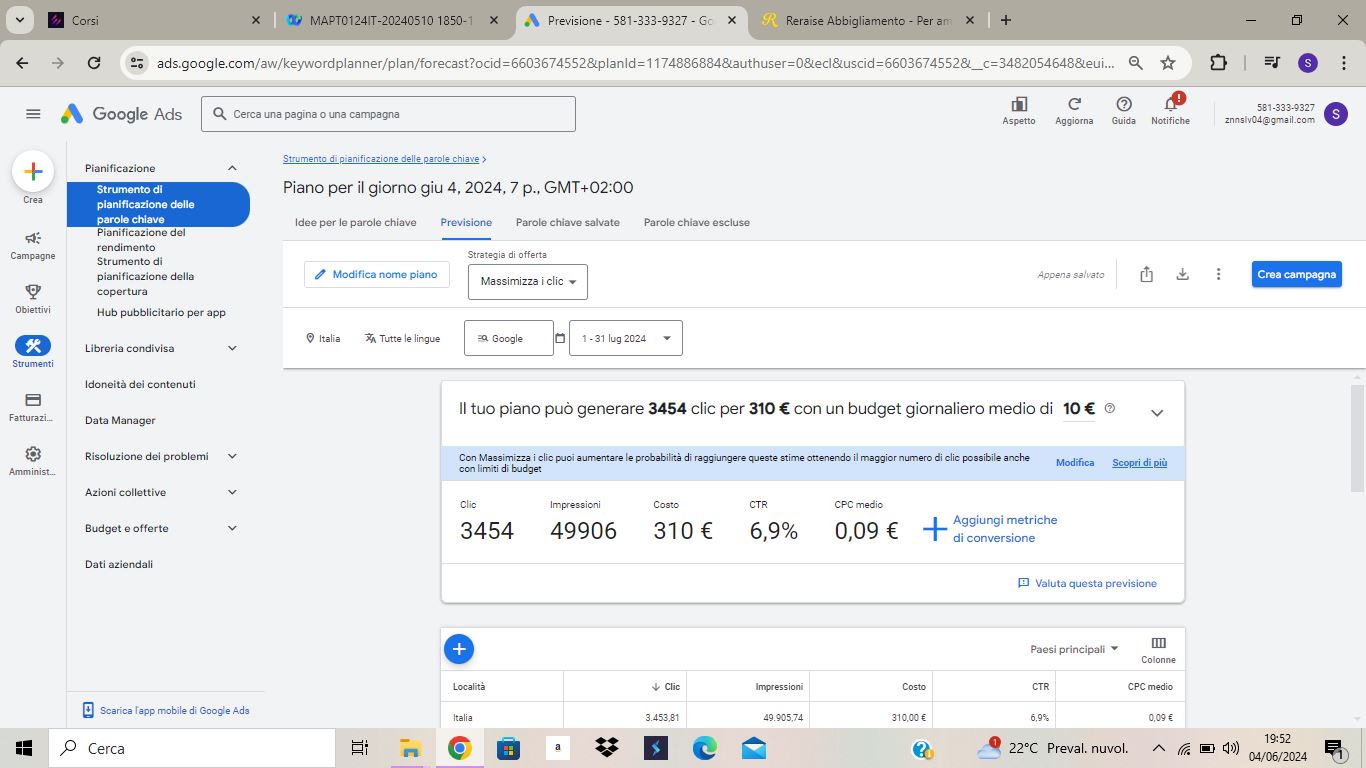 Corsi
MAPT0124IT-20240510 1850-1
Previsione - 581-333-9327 - Go
Reraise Abbigliamento - Per am
ads.google.com/aw/keywordplanner/plan/forecast?ocid=6603674552&planId=1174886884&authuser=0&ecl&uscid=6603674552&__c=3482054648&eui...
S
Google Ads
Cerca una pagina o una campagna
Aspetto
Aggiorna
Guida
Notifiche
581-333-9327
znnslv04@gmail.com
S
Crea
Campagne
Obiettivi
Strumenti
Fatturazi...
Amminist...
Pianificazione
Strumento di
pianificazione delle
parole chiave
Pianificazione del
rendimento
Strumento di
pianificazione della
copertura
Hub pubblicitario per app
Libreria condivisa
Idoneità dei contenuti
Data Manager
Risoluzione dei problemi
Azioni collettive
Budget e offerte
Dati aziendali
Scarica l'app mobile di Google Ads
Strumento di pianificazione delle parole chiave
Piano per il giorno giu 4, 2024, 7 p., GMT+02:00
Idee per le parole chiave Previsione Parole chiave salvate Parole chiave escluse
Modifica nome piano
Strategia di offerta
Massimizza i clic
Appena salvato
Crea campagna
Italia
Tutte le lingue
Google
1 - 31 lug 2024
Il tuo piano può generare 3454 clic per 310 € con un budget giornaliero medio di 10 €
Con Massimizza i clic puoi aumentare le probabilità di raggiungere queste stime ottenendo il maggior numero di clic possibile anche
con limiti di budget
Modifica
Scopri di più
Clic Impressioni Costo CTR CPC medio
3454 49906 310 € 6,9% 0,09 €
Aggiungi metriche
di conversione
Valuta questa previsione
Paesi principali
Colonne
Località Clic Impressioni Costo CTR CPC medio
Italia 3.453,81 49.905,74 310,00 € 6,9% 0,09 €
Cerca
a
1
22°C Preval. nuvol.
19:52
04/06/2024
1